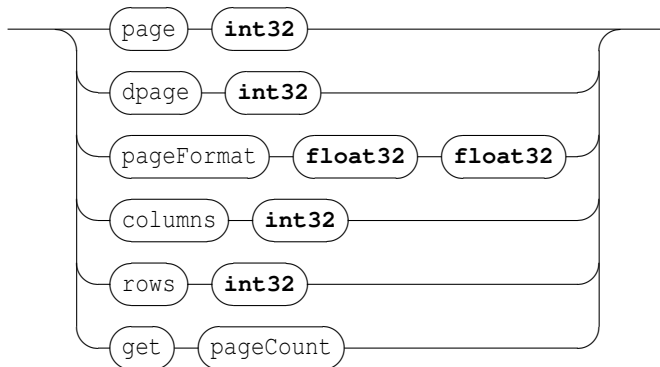 page int32
dpage int32
pageFormat float32 float32
columns int32
rows int32
get pageCount